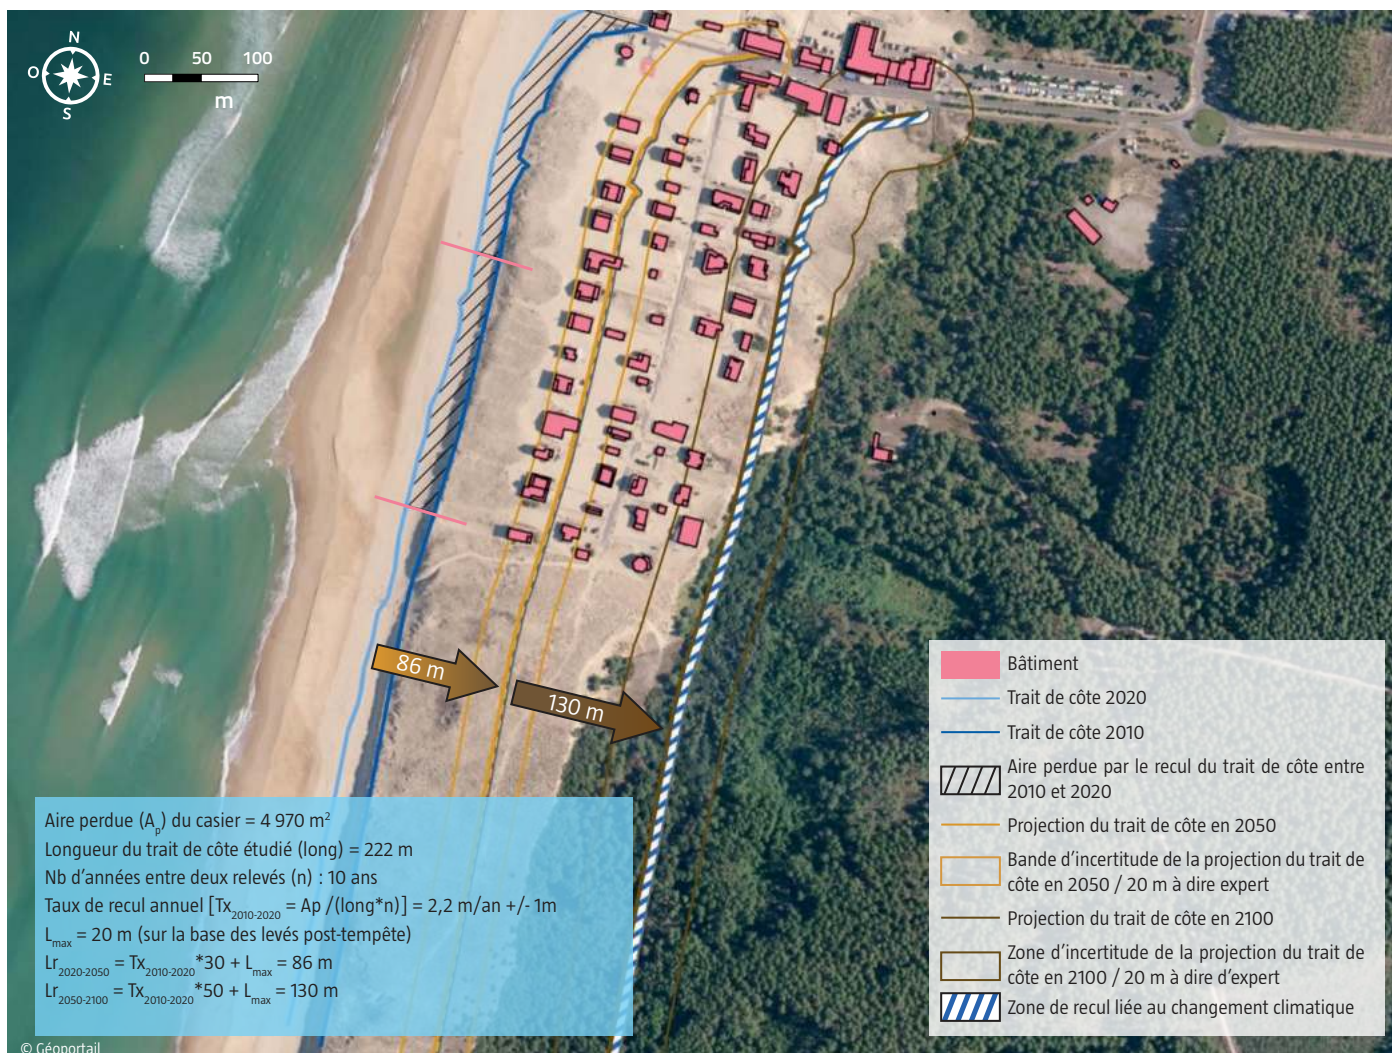 N
O
E
S
0 50 100
m
86 m
130 m
Bâtiment
Trait de côte 2020
Trait de côte 2010
Aire perdue par le recul du trait de côte entre
2010 et 2020
Projection du trait de côte en 2050
Bande d'incertitude de la projection du trait de
côte en 2050 / 20 m à dire expert
Projection du trait de côte en 2100
Zone d'incertitude de la projection du trait de
côte en 2100 / 20 m à dire d'expert
Zone de recul liée au changement climatique
Aire perdue (Aₚ) du casier = 4 970 m²
Longueur du trait de côte étudié (long) = 222 m
Nb d'années entre deux relevés (n) : 10 ans
Taux de recul annuel [Tx₂₀₁₀₋₂₀₂₀ = Ap /(long*n)] = 2,2 m/an +/- 1m
Lₘₐₓ = 20 m (sur la base des levés post-tempête)
Lr₂₀₂₀₋₂₀₅₀ = Tx₂₀₁₀₋₂₀₂₀*30 + Lₘₐₓ = 86 m
Lr₂₀₅₀₋₂₁₀₀ = Tx₂₀₁₀₋₂₀₂₀*50 + Lₘₐₓ = 130 m
© Géoportail